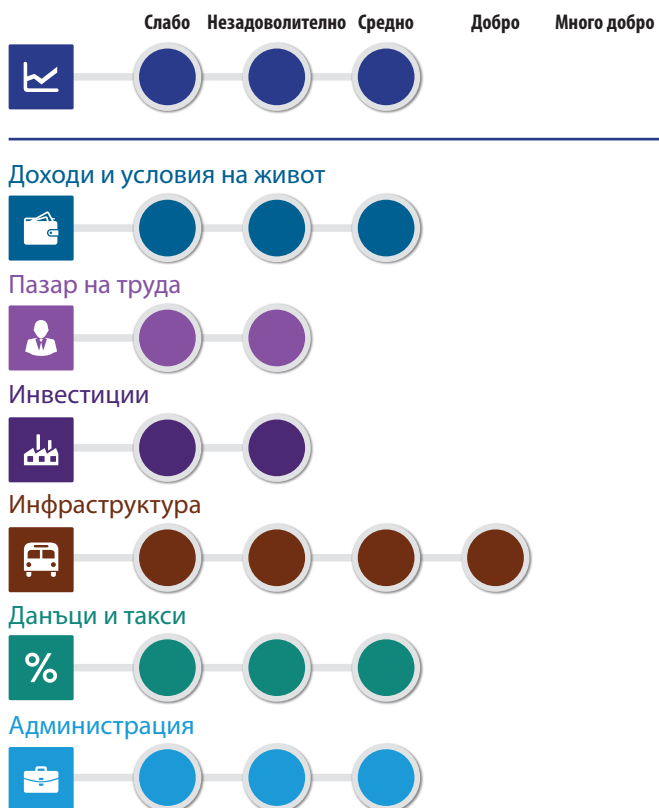 Слабо Незадоволително Средно Добро Много добро
Доходи и условия на живот
Пазар на труда
Инвестиции
Инфраструктура
Данъци и такси
%
Администрация